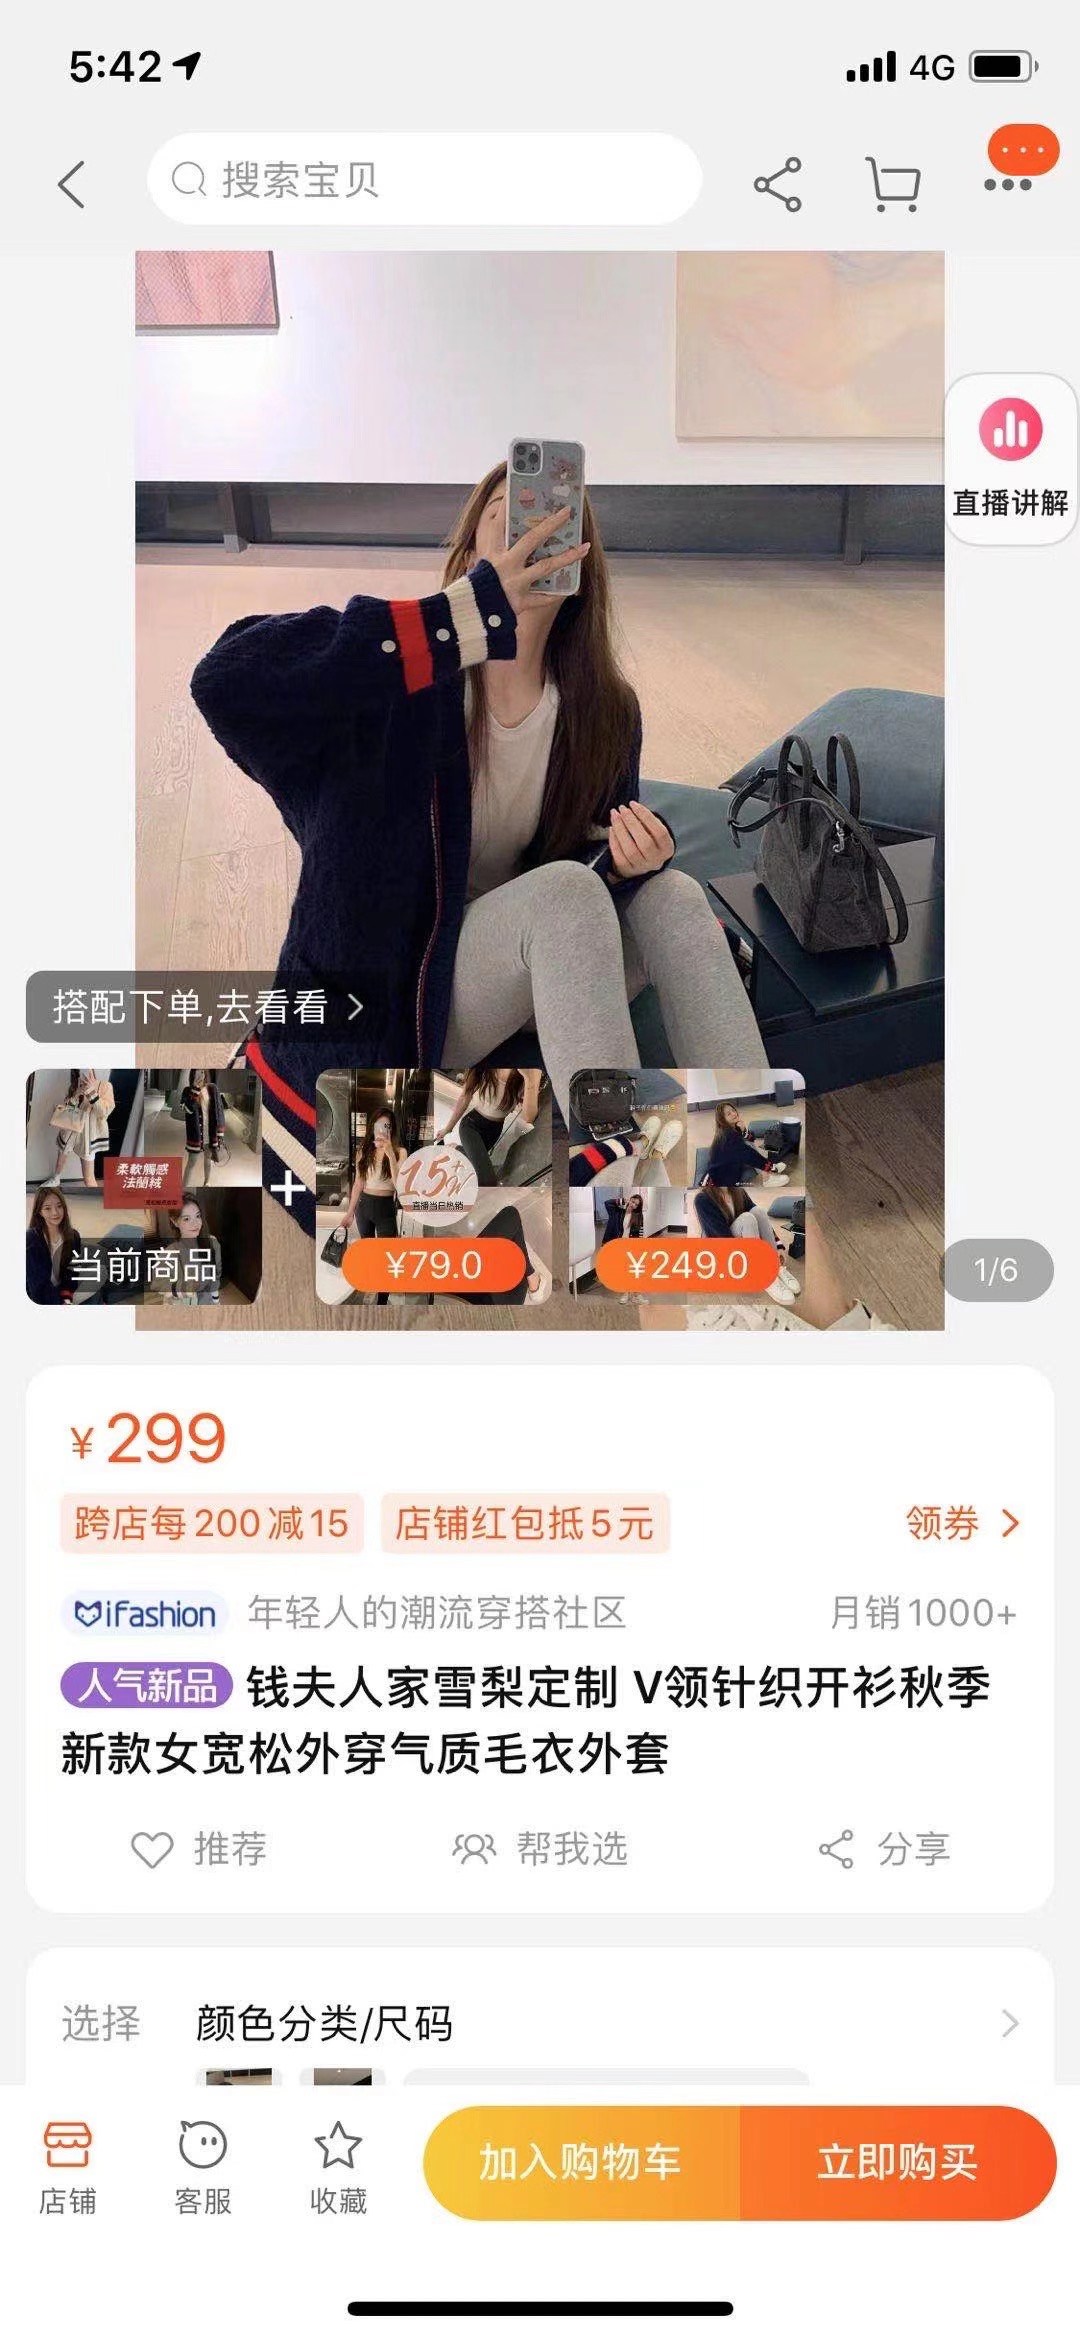 5:42
4G
搜索宝贝
直播讲解
搭配下单,去看看
柔軟觸感
法蘭絨
当前商品
+
1.5W+
直播当日热销
¥79.0
¥249.0
1/6
¥299
跨店每200减15
店铺红包抵5元
领券
iFashion
年轻人的潮流穿搭社区
月销1000+
人气新品 钱夫人家雪梨定制 V领针织开衫秋季
新款女宽松外穿气质毛衣外套
推荐
帮我选
分享
选择
颜色分类/尺码
店铺
客服
收藏
加入购物车
立即购买